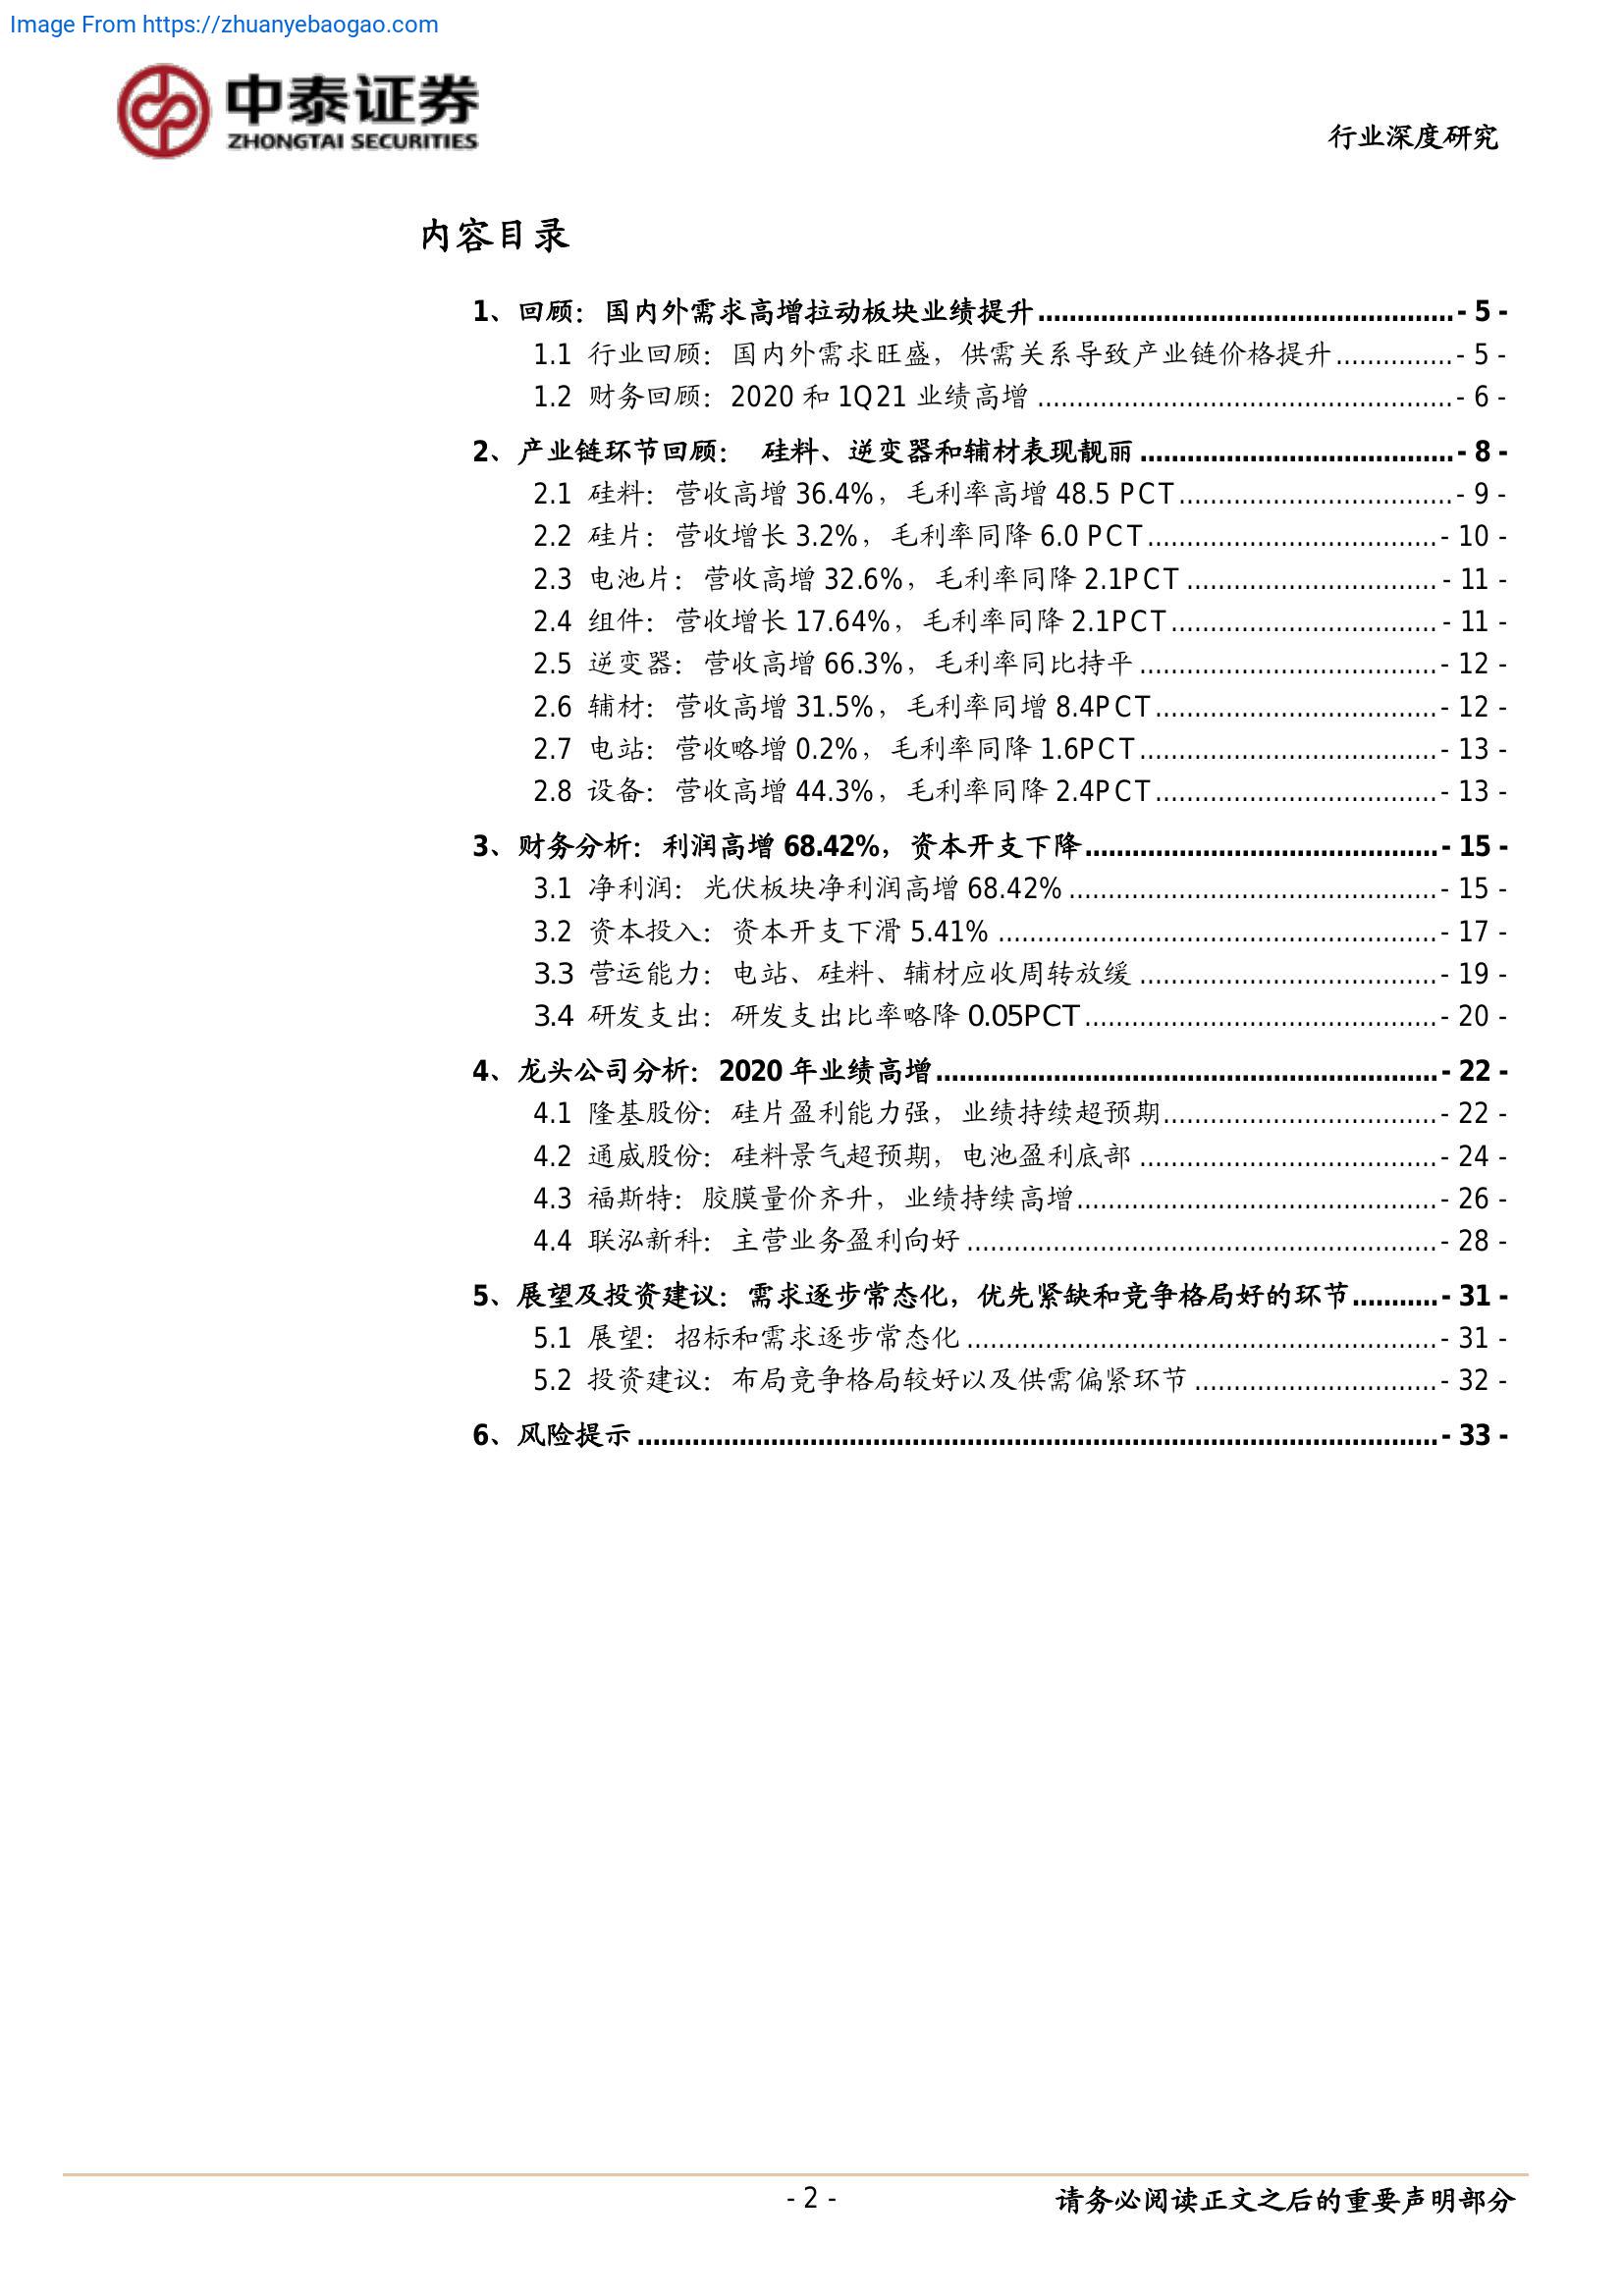 Image From https://zhuanyebaogao.com
中泰证券
ZHONGTAI SECURITIES
行业深度研究
内容目录
1、回顾：国内外需求高增拉动板块业绩提升 - 5 -
1.1 行业回顾：国内外需求旺盛，供需关系导致产业链价格提升 - 5 -
1.2 财务回顾：2020 和 1Q21 业绩高增 - 6 -
2、产业链环节回顾： 硅料、逆变器和辅材表现靓丽 - 8 -
2.1 硅料：营收高增 36.4%，毛利率高增 48.5 PCT - 9 -
2.2 硅片：营收增长 3.2%，毛利率同降 6.0 PCT - 10 -
2.3 电池片：营收高增 32.6%，毛利率同降 2.1PCT - 11 -
2.4 组件：营收增长 17.64%，毛利率同降 2.1PCT - 11 -
2.5 逆变器：营收高增 66.3%，毛利率同比持平 - 12 -
2.6 辅材：营收高增 31.5%，毛利率同增 8.4PCT - 12 -
2.7 电站：营收略增 0.2%，毛利率同降 1.6PCT - 13 -
2.8 设备：营收高增 44.3%，毛利率同降 2.4PCT - 13 -
3、财务分析：利润高增 68.42%，资本开支下降 - 15 -
3.1 净利润：光伏板块净利润高增 68.42% - 15 -
3.2 资本投入：资本开支下滑 5.41% - 17 -
3.3 营运能力：电站、硅料、辅材应收周转放缓 - 19 -
3.4 研发支出：研发支出比率略降 0.05PCT - 20 -
4、龙头公司分析：2020 年业绩高增 - 22 -
4.1 隆基股份：硅片盈利能力强，业绩持续超预期 - 22 -
4.2 通威股份：硅料景气超预期，电池盈利底部 - 24 -
4.3 福斯特：胶膜量价齐升，业绩持续高增 - 26 -
4.4 联泓新科：主营业务盈利向好 - 28 -
5、展望及投资建议：需求逐步常态化，优先紧缺和竞争格局好的环节 - 31 -
5.1 展望：招标和需求逐步常态化 - 31 -
5.2 投资建议：布局竞争格局较好以及供需偏紧环节 - 32 -
6、风险提示 - 33 -
- 2 -
请务必阅读正文之后的重要声明部分